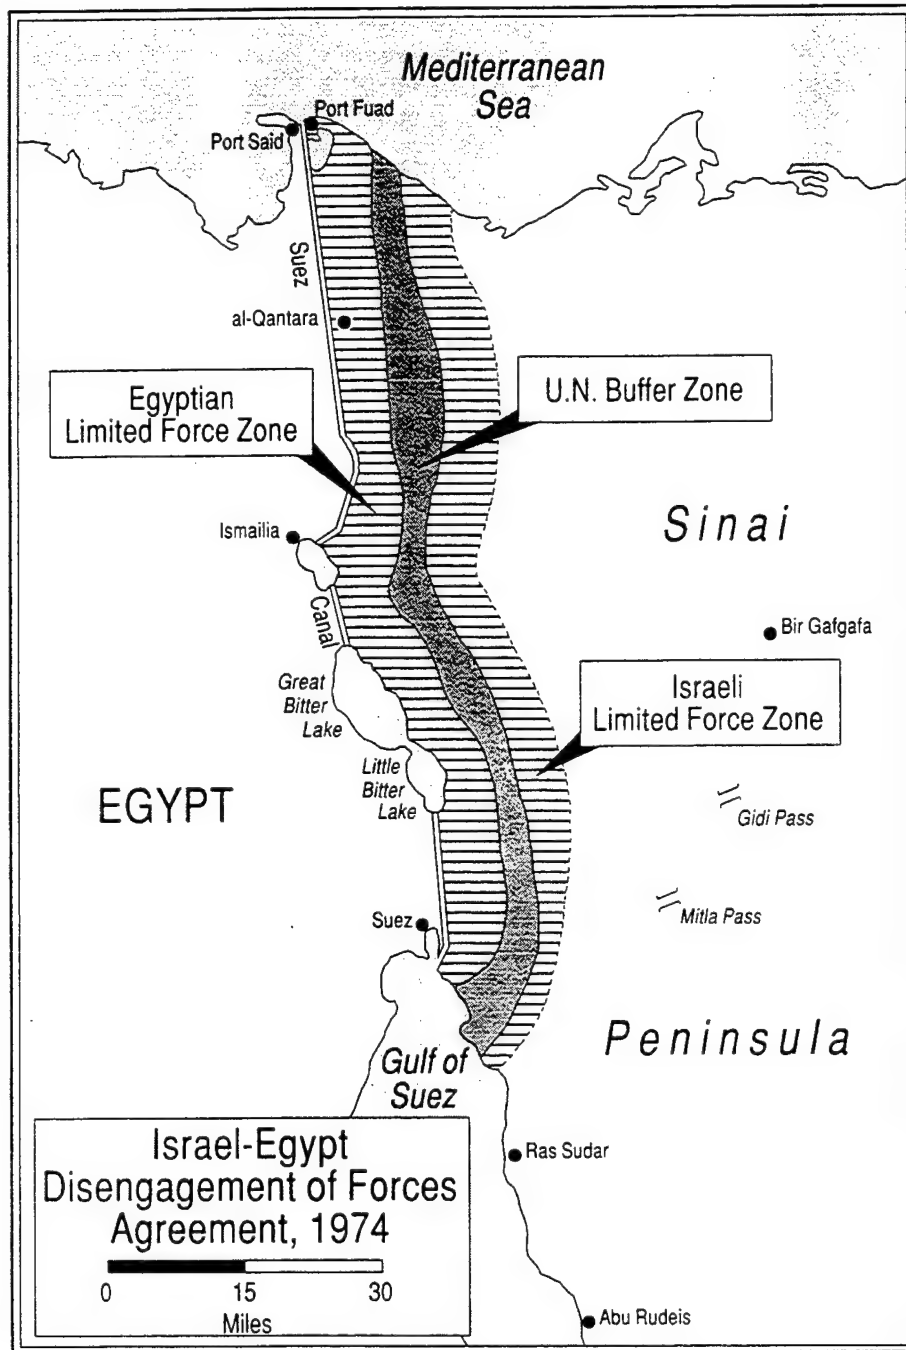 Mediterranean
Sea
Port Fuad
Port Said
Suez
al-Qantara
Egyptian
Limited Force Zone
U.N. Buffer Zone
Sinai
Ismailia
Canal
Bir Gafgafa
Great
Bitter
Lake
Israeli
Limited Force Zone
Little
Bitter
Lake
EGYPT
Gidi Pass
Mitla Pass
Suez
Peninsula
Gulf of
Suez
Israel-Egypt
Disengagement of Forces
Agreement, 1974
0 15 30
Miles
Ras Sudar
Abu Rudeis